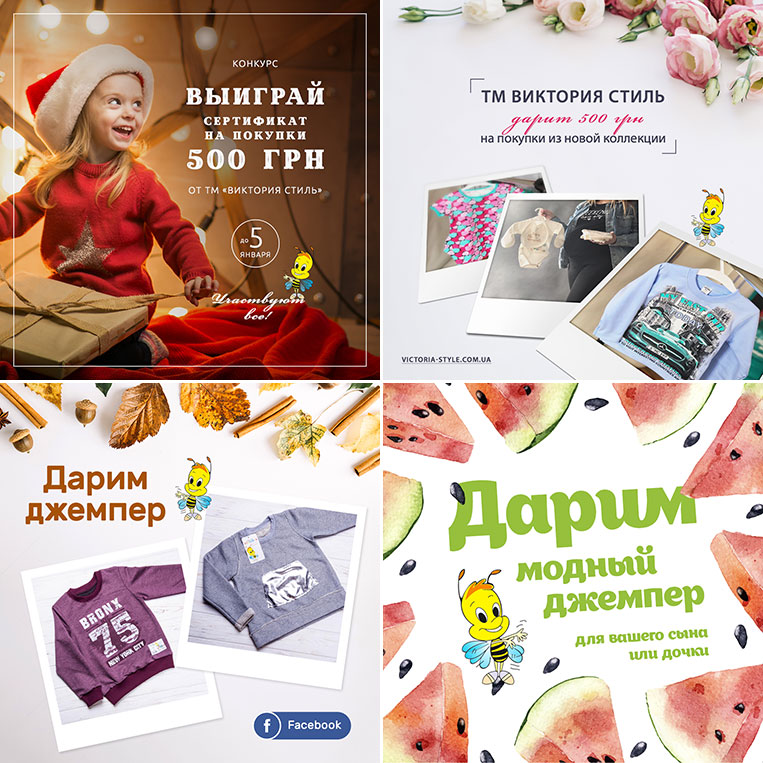 КОНКУРС
ВЫИГРАЙ
СЕРТИФИКАТ
НА ПОКУПКИ
500 ГРН
ОТ ТМ «ВИКТОРИЯ СТИЛЬ»
до
5
ЯНВАРЯ
Участвуют
все!
ТМ ВИКТОРИЯ СТИЛЬ
дарит 500 грн
на покупки из новой коллекции
VICTORIA-STYLE.COM.UA
Дарим
джемпер
BRONX
75
NEW YORK CITY
Facebook
Дарим
модный
джемпер
для вашего сына
или дочки